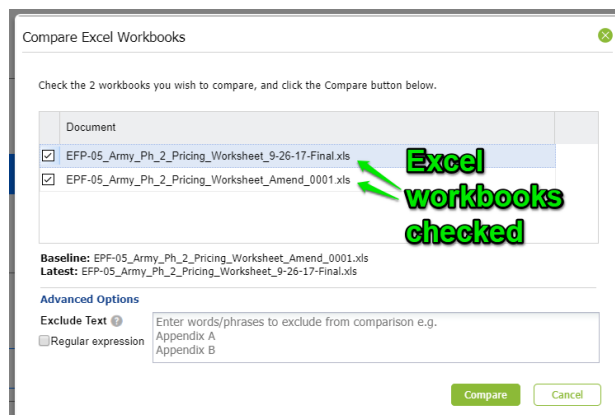 Compare Excel Workbooks
Check the 2 workbooks you wish to compare, and click the Compare button below.
Document
EFP-05_Army_Ph_2_Pricing_Worksheet_9-26-17-Final.xls
EPF-05_Army_Ph_2_Pricing_Worksheet_Amend_0001.xls
Excel
workbooks
checked
Baseline: EPF-05_Army_Ph_2_Pricing_Worksheet_Amend_0001.xls
Latest: EFP-05_Army_Ph_2_Pricing_Worksheet_9-26-17-Final.xls
Advanced Options
Exclude Text ?
Enter words/phrases to exclude from comparison e.g.
Regular expression
Appendix A
Appendix B
Compare Cancel